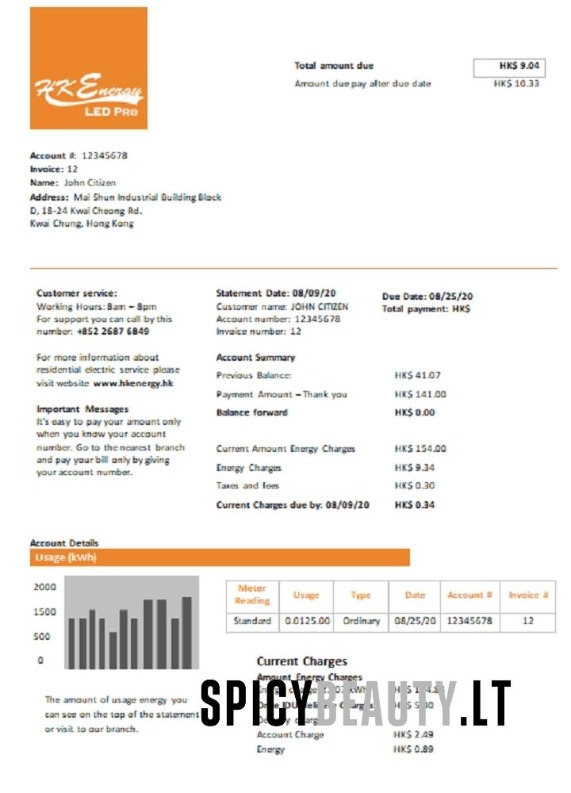 HK Energy
LED Pro
Total amount due HK$ 9.04
Amount due pay after due date HK$ 10.33
Account #: 12345678
Invoice: 12
Name: John Citizen
Address: Mai Shun Industrial Building Block
D, 18-24 Kwai Cheong Rd.
Kwai Chung, Hong Kong
Customer service:
Working Hours: 8am – 8pm
For support you can call by this
number: +852 2687 6849
For more information about
residential electric service please
visit website www.hkenergy.hk
Important Messages
It's easy to pay your amount only
when you know your account
number. Go to the nearest branch
and pay your bill only by giving
your account number.
Statement Date: 08/09/20
Customer name: JOHN CITIZEN
Account number: 12345678
Invoice number: 12
Due Date: 08/25/20
Total payment: HK$
Account Summary
Previous Balance: HK$ 41.07
Payment Amount – Thank you HK$ 141.00
Balance forward HK$ 0.00
Current Amount Energy Charges HK$ 154.00
Energy Charges HK$ 9.34
Taxes and fees HK$ 0.30
Current Charges due by: 08/09/20 HK$ 0.34
Account Details
Usage (kWh)
2000
1500
500
0
Meter Reading Usage Type Date Account # Invoice #
Standard 0.0125.00 Ordinary 08/25/20 12345678 12
The amount of usage energy you
can see on the top of the statement
or visit to our branch.
Current Charges
Amount Energy Charges
SPICYBEAUTY.LT
Account Charge HK$ 2.49
Energy HK$ 0.89